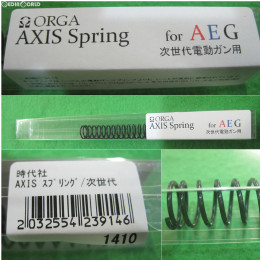 MEDIA WORLD
Ω ORGA
AXIS Spring
for AEG
次世代電動ガン用
Ω ORGA
AXIS Spring
for AEG
次世代電動ガン用
時代社
AXIS スプリング/次世代
2032554239146
1410